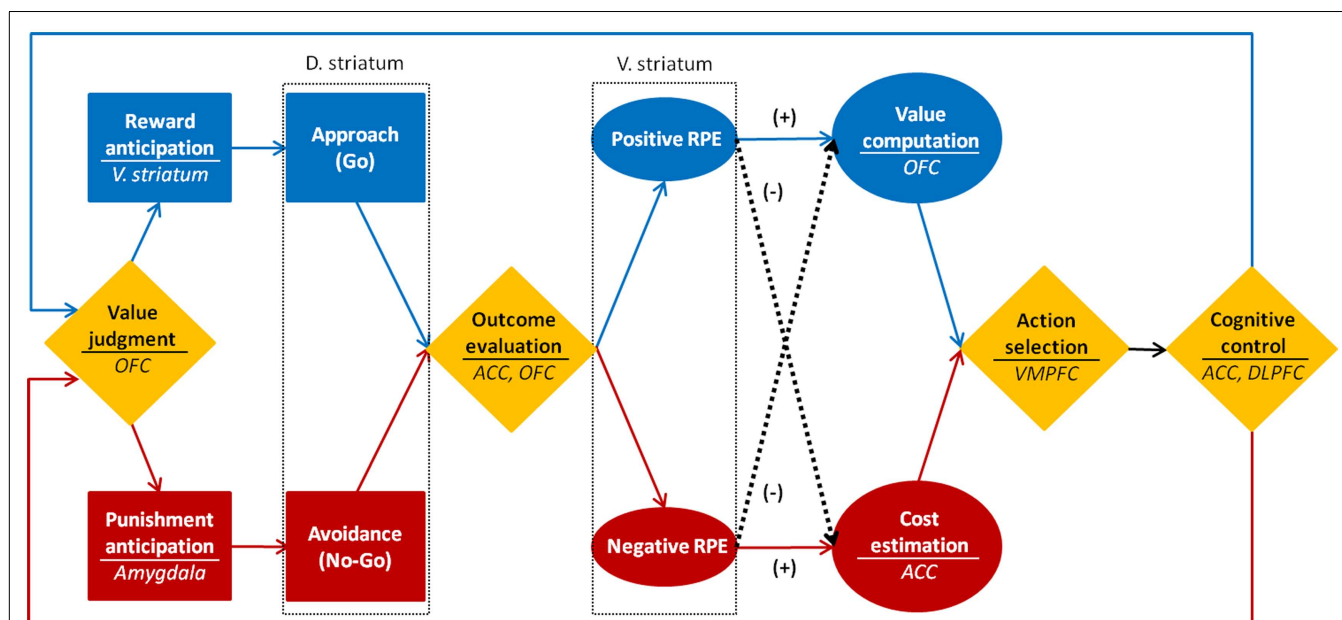 D. striatum
V. striatum
Reward
anticipation
V. striatum
Approach
(Go)
Positive RPE
(+)
(-)
Value
computation
OFC
Value
judgment
OFC
Outcome
evaluation
ACC, OFC
Action
selection
VMPFC
Cognitive
control
ACC, DLPFC
Punishment
anticipation
Amygdala
Avoidance
(No-Go)
Negative RPE
(-)
(+)
Cost
estimation
ACC